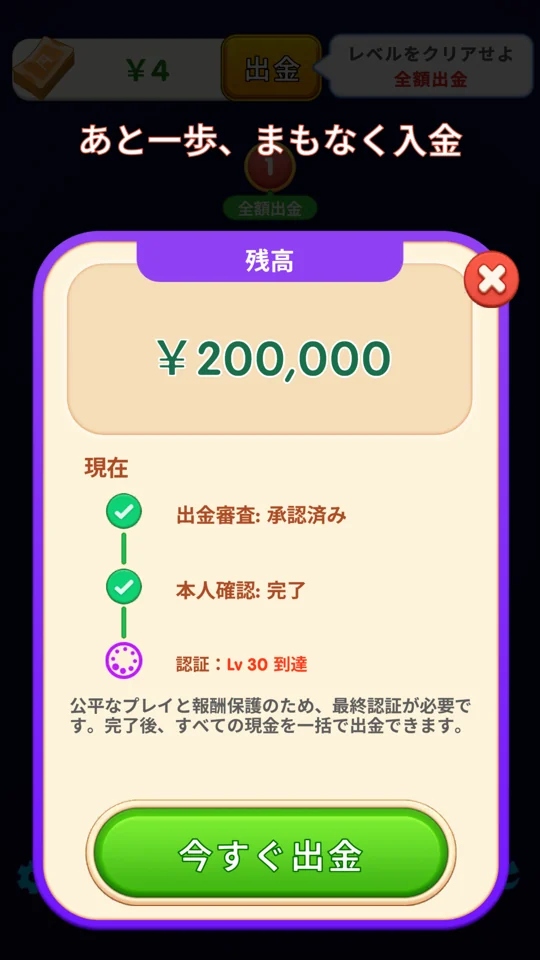 ¥4
出金
レベルをクリアせよ
全額出金
あと一歩、まもなく入金
1
全額出金
残高
¥200,000
現在
出金審査: 承認済み
本人確認: 完了
認証：Lv 30 到達
公平なプレイと報酬保護のため、最終認証が必要で
す。完了後、すべての現金を一括で出金できます。
今すぐ出金